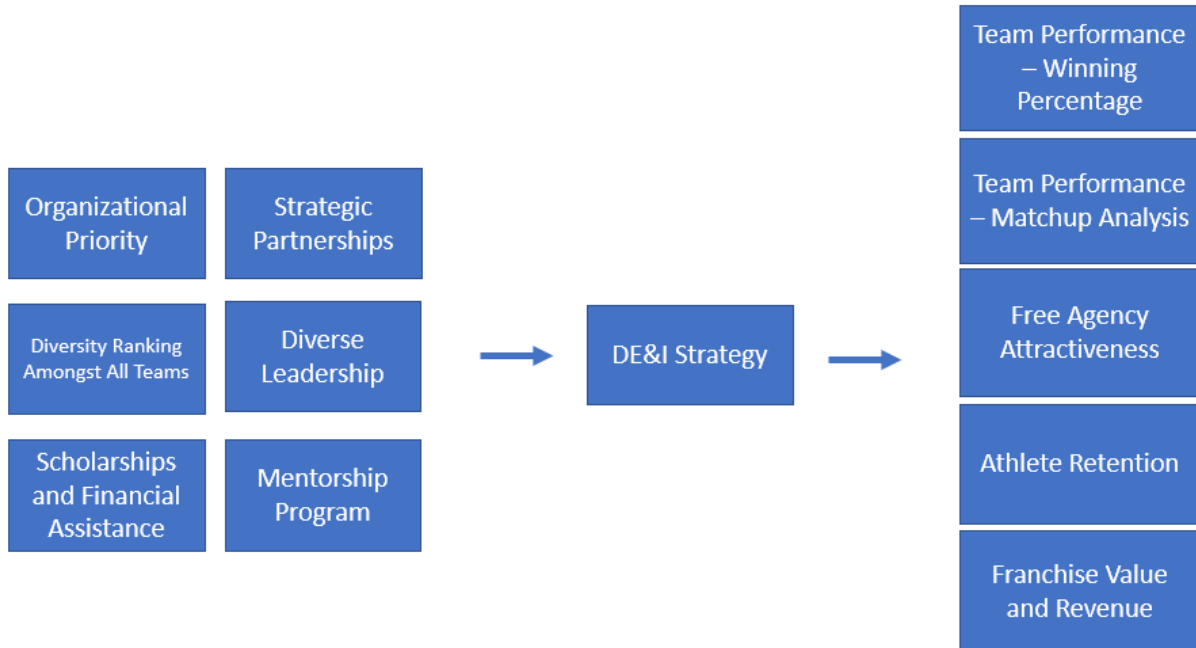 Organizational
Priority
Strategic
Partnerships
Diversity Ranking
Amongst All Teams
Diverse
Leadership
Scholarships
and Financial
Assistance
Mentorship
Program
DE&I Strategy
Team Performance
– Winning
Percentage
Team Performance
– Matchup Analysis
Free Agency
Attractiveness
Athlete Retention
Franchise Value
and Revenue